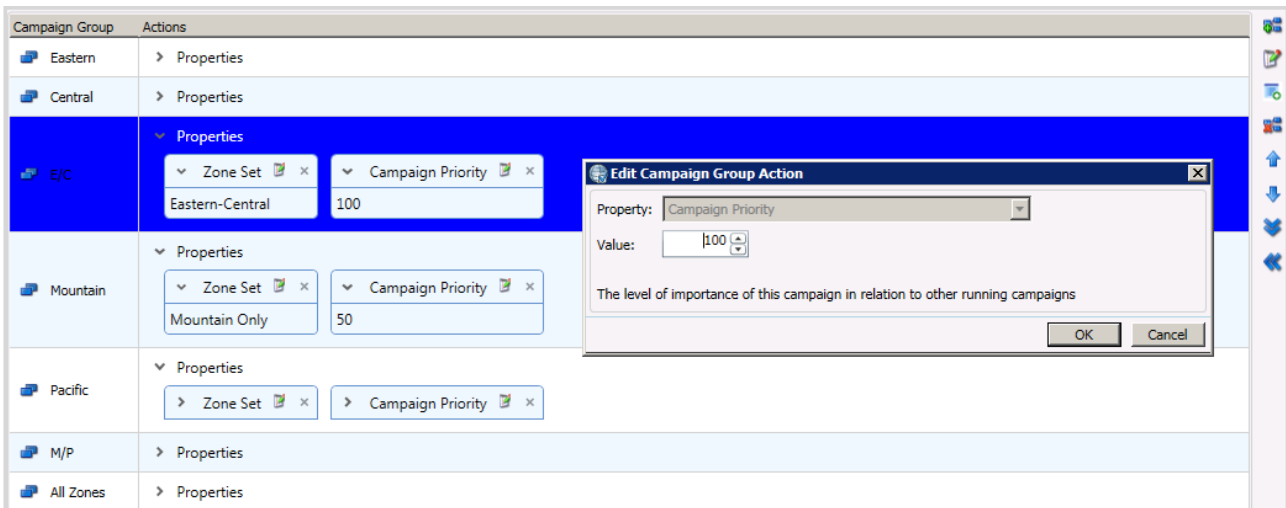 Campaign Group Actions
Eastern Properties
Central Properties
Properties
E/C
Zone Set Campaign Priority
Eastern-Central 100
Edit Campaign Group Action
Property: Campaign Priority
Value: 100
The level of importance of this campaign in relation to other running campaigns
OK Cancel
Properties
Mountain
Zone Set Campaign Priority
Mountain Only 50
Properties
Pacific
Zone Set Campaign Priority
M/P Properties
All Zones Properties